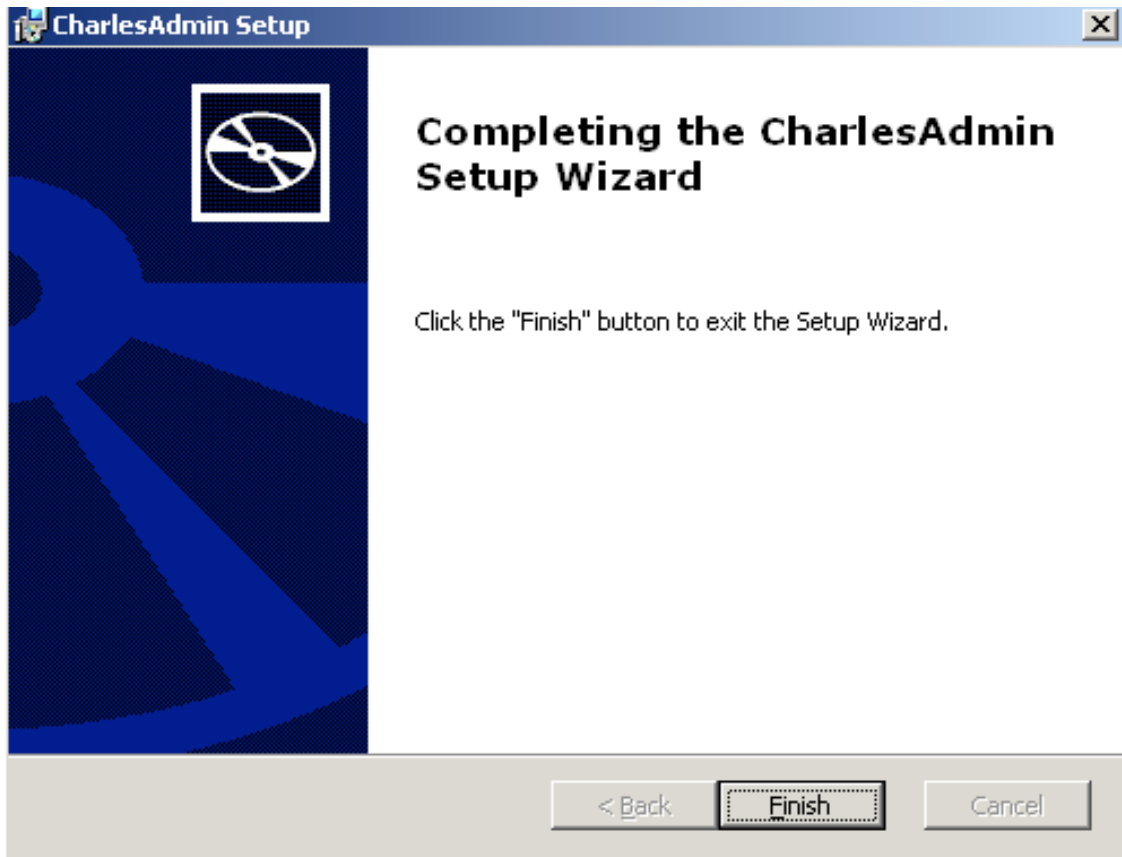 CharlesAdmin Setup
Completing the CharlesAdmin
Setup Wizard
Click the "Finish" button to exit the Setup Wizard.
< Back
Finish
Cancel